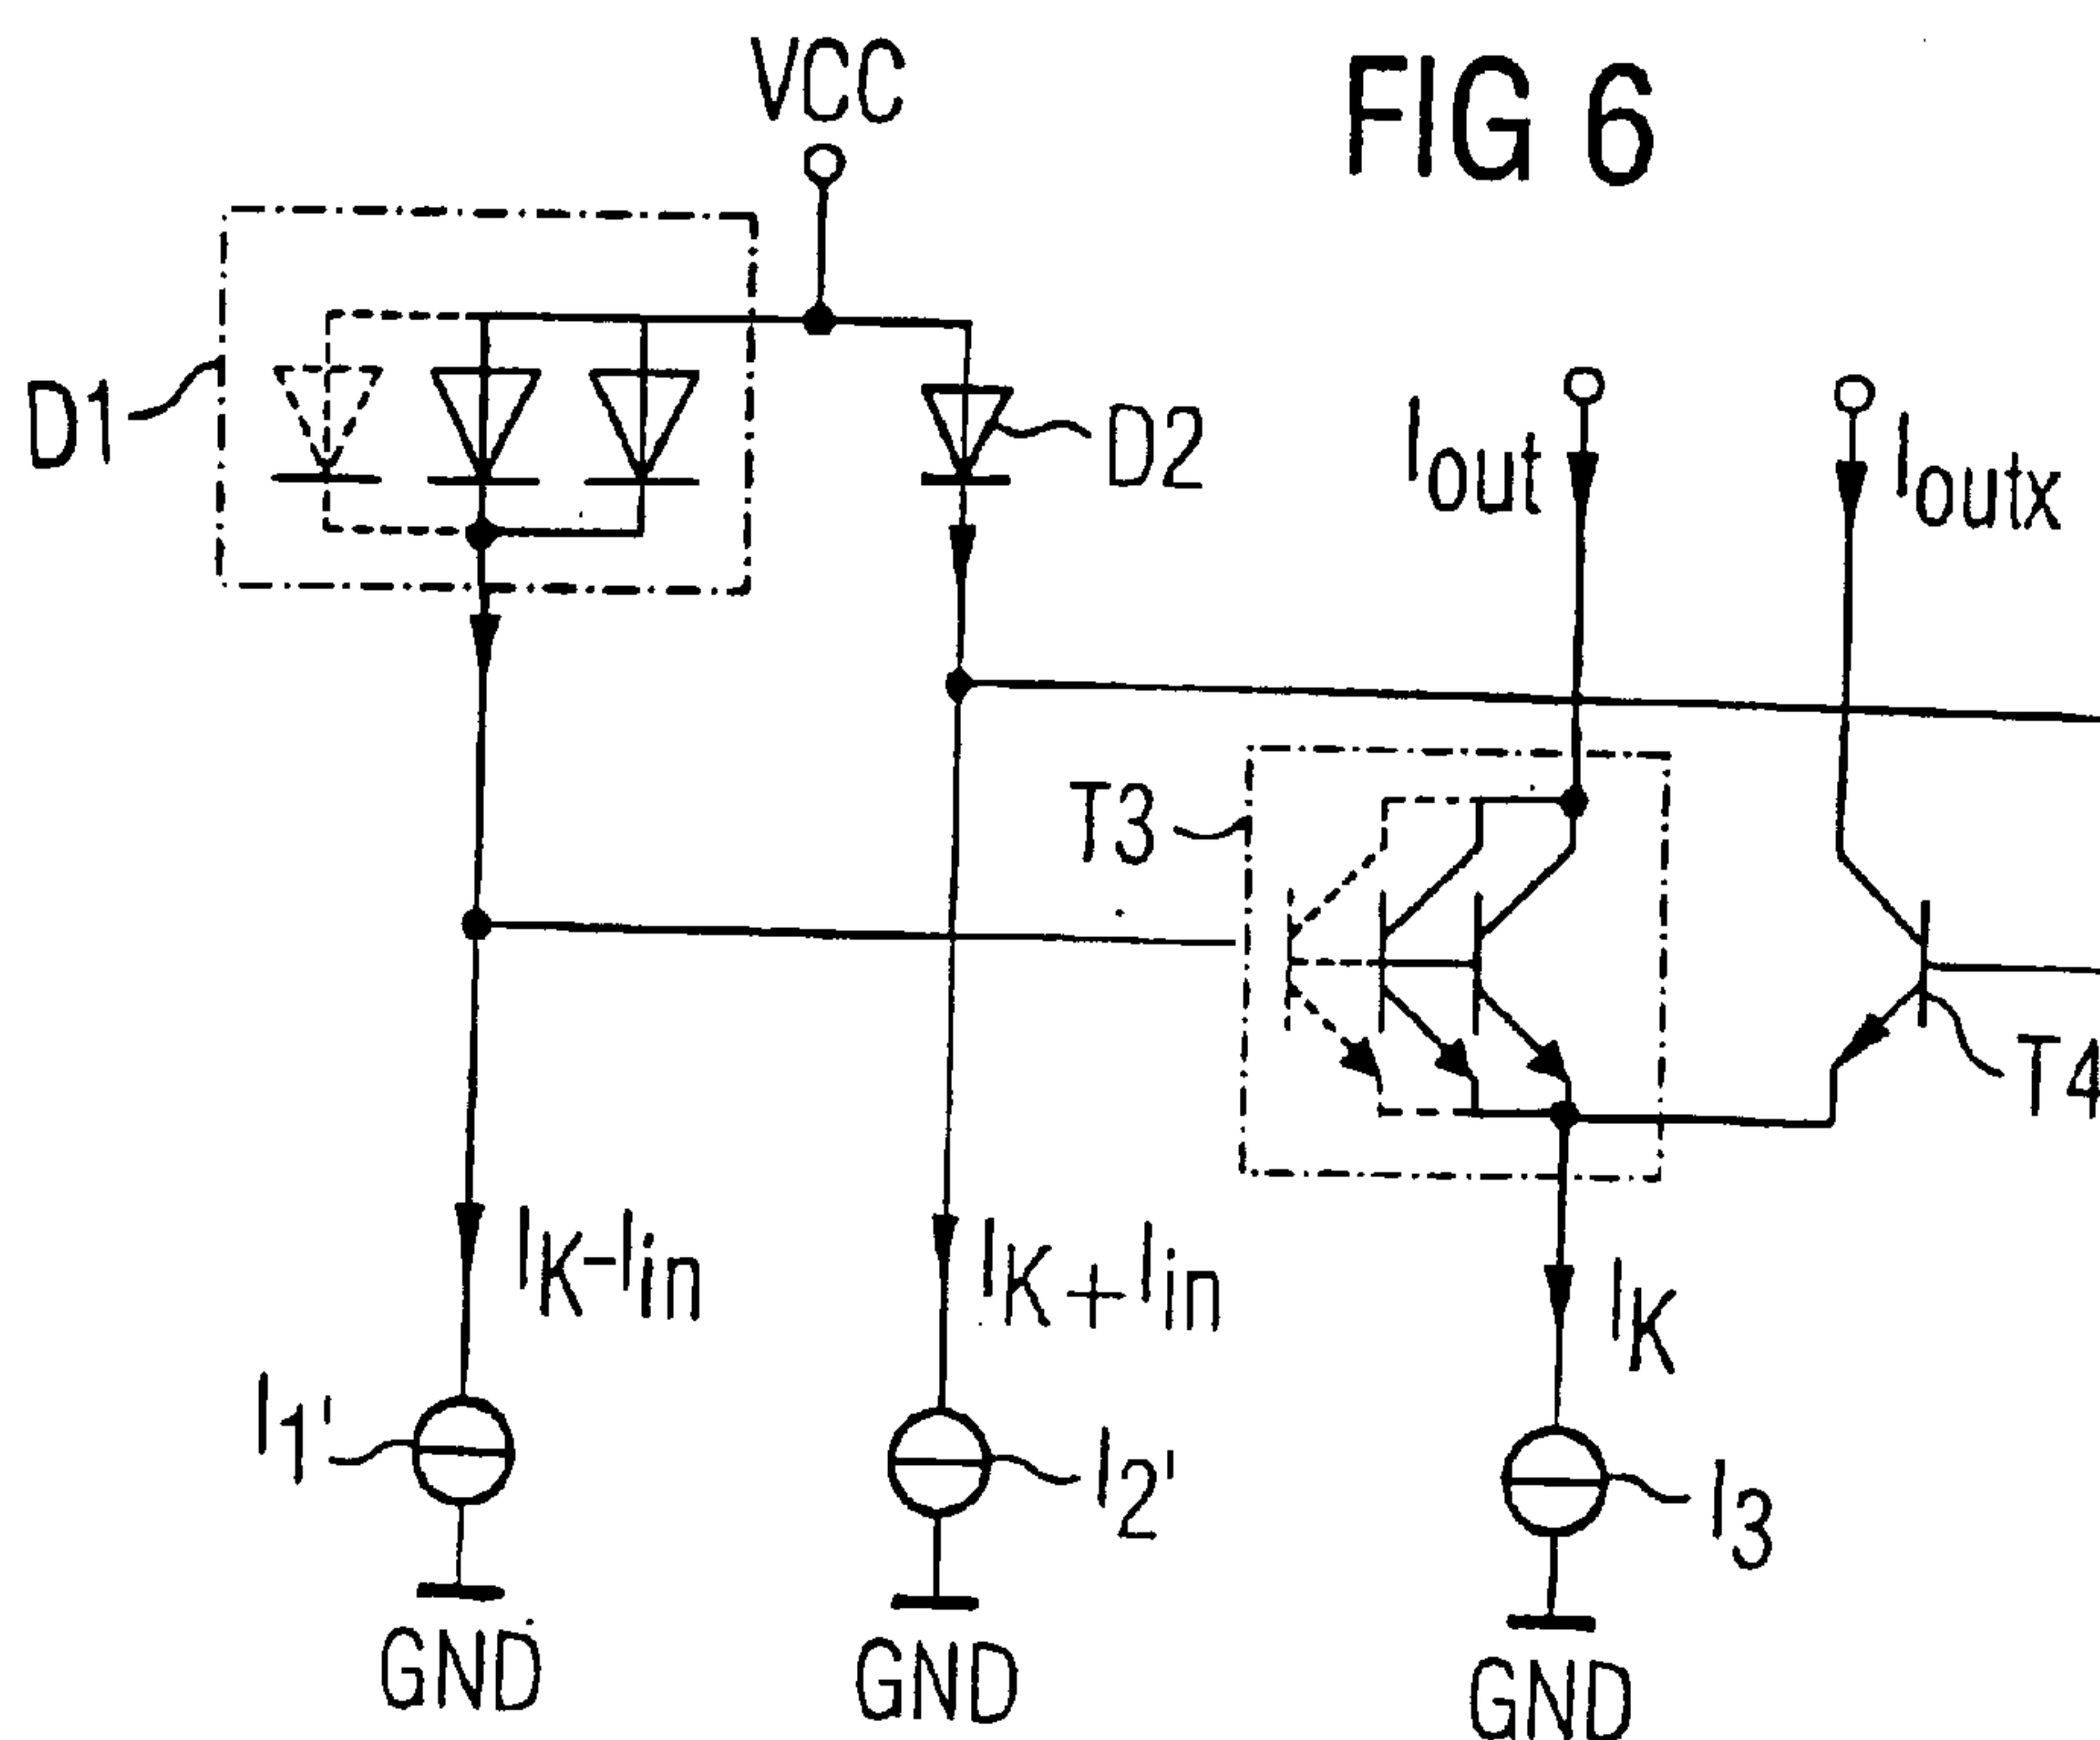 VCC
FIG 6
D1
D2
Iout
Ioutx
T3
T4
IK-Iin
IK+Iin
IK
I1'
I2'
I3
GND
GND
GND